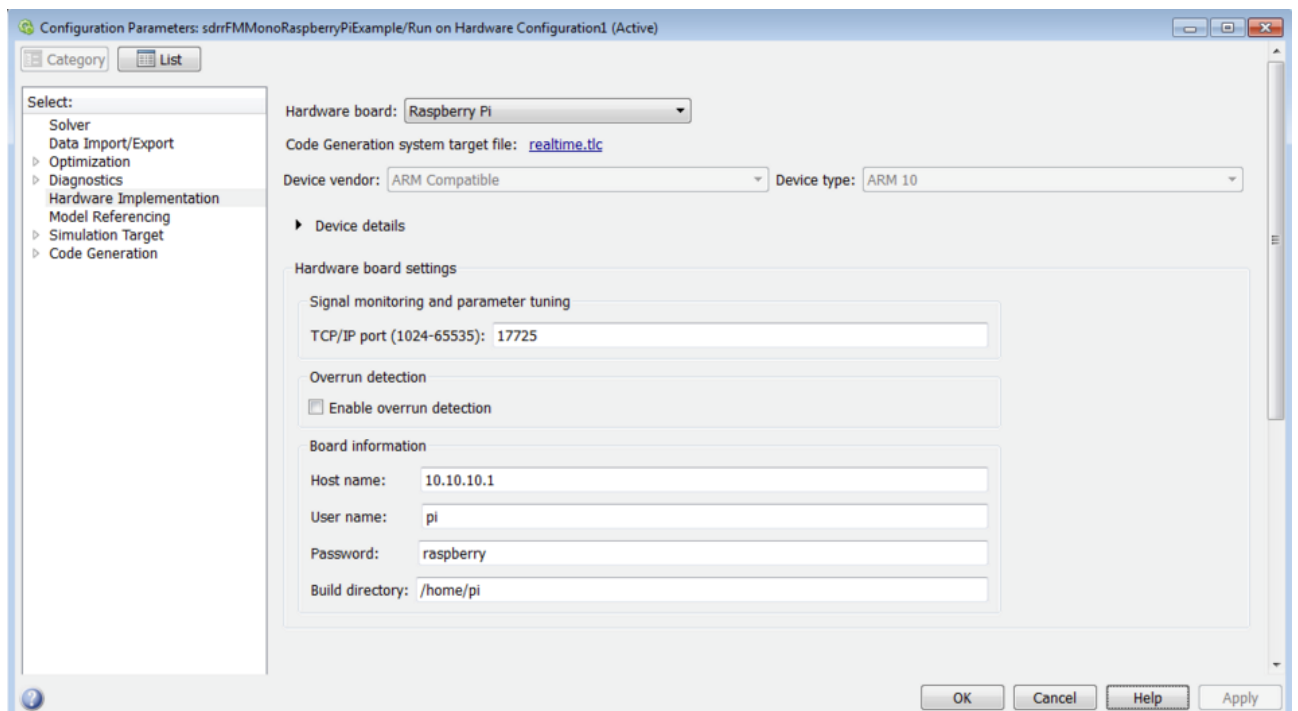 Configuration Parameters: sdrrFMMonoRaspberryPiExample/Run on Hardware Configuration1 (Active)
Category List
Select:
Solver
Data Import/Export
Optimization
Diagnostics
Hardware Implementation
Model Referencing
Simulation Target
Code Generation
Hardware board: Raspberry Pi
Code Generation system target file: realtime.tlc
Device vendor: ARM Compatible Device type: ARM 10
Device details
Hardware board settings
Signal monitoring and parameter tuning
TCP/IP port (1024-65535): 17725
Overrun detection
Enable overrun detection
Board information
Host name: 10.10.10.1
User name: pi
Password: raspberry
Build directory: /home/pi
OK Cancel Help Apply